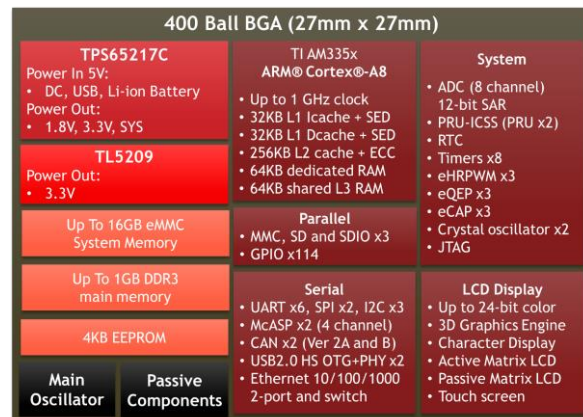 400 Ball BGA (27mm x 27mm)
TPS65217C
Power In 5V:
• DC, USB, Li-ion Battery
Power Out:
• 1.8V, 3.3V, SYS
TL5209
Power Out:
• 3.3V
Up To 16GB eMMC
System Memory
Up To 1GB DDR3
main memory
4KB EEPROM
Main
Oscillator
Passive
Components
TI AM335x
ARM® Cortex®-A8
• Up to 1 GHz clock
• 32KB L1 Icache + SED
• 32KB L1 Dcache + SED
• 256KB L2 cache + ECC
• 64KB dedicated RAM
• 64KB shared L3 RAM
Parallel
• MMC, SD and SDIO x3
• GPIO x114
Serial
• UART x6, SPI x2, I2C x3
• McASP x2 (4 channel)
• CAN x2 (Ver 2A and B)
• USB2.0 HS OTG+PHY x2
• Ethernet 10/100/1000
2-port and switch
System
• ADC (8 channel)
12-bit SAR
• PRU-ICSS (PRU x2)
• RTC
• Timers x8
• eHRPWM x3
• eQEP x3
• eCAP x3
• Crystal oscillator x2
• JTAG
LCD Display
• Up to 24-bit color
• 3D Graphics Engine
• Character Display
• Active Matrix LCD
• Passive Matrix LCD
• Touch screen